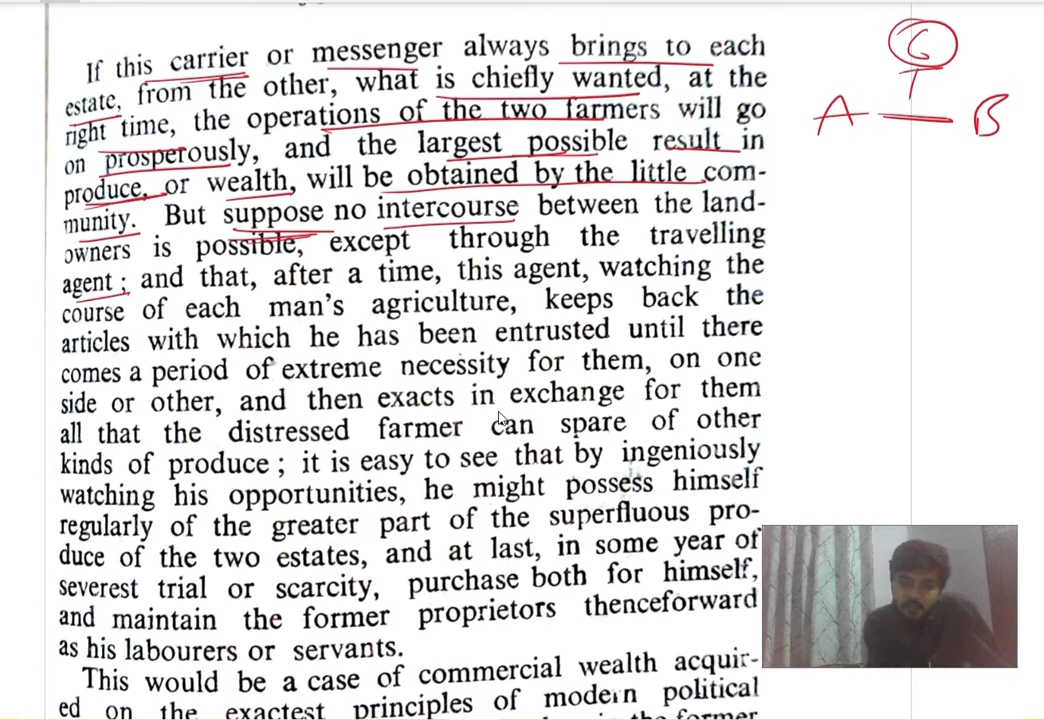 If this carrier or messenger always brings to each
estate, from the other, what is chiefly wanted, at the
right time, the operations of the two farmers will go
on prosperously, and the largest possible result in
produce, or wealth, will be obtained by the little com-
munity. But suppose no intercourse between the land-
owners is possible, except through the travelling
agent ; and that, after a time, this agent, watching the
course of each man's agriculture, keeps back the
articles with which he has been entrusted until there
comes a period of extreme necessity for them, on one
side or other, and then exacts in exchange for them
all that the distressed farmer can spare of other
kinds of produce ; it is easy to see that by ingeniously
watching his opportunities, he might possess himself
regularly of the greater part of the superfluous pro-
duce of the two estates, and at last, in some year of
severest trial or scarcity, purchase both for himself,
and maintain the former proprietors thenceforward
as his labourers or servants.
This would be a case of commercial wealth acquir-
ed on the exactest principles of modern political
the former
A B